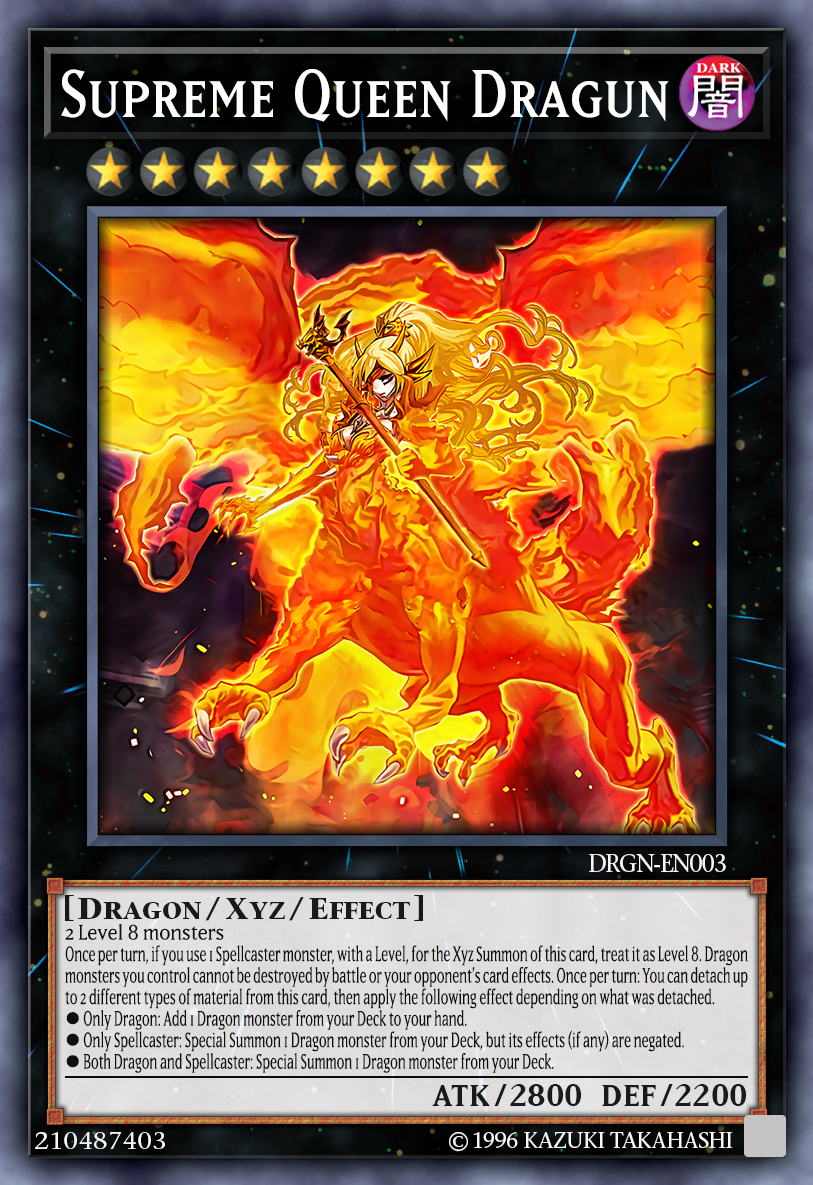 Supreme Queen Dragun
DARK
闇
DRGN-EN003
[Dragon/Xyz/Effect]
2 Level 8 monsters
Once per turn, if you use 1 Spellcaster monster, with a Level, for the Xyz Summon of this card, treat it as Level 8. Dragon
monsters you control cannot be destroyed by battle or your opponent's card effects. Once per turn: You can detach up
to 2 different types of material from this card, then apply the following effect depending on what was detached.
● Only Dragon: Add 1 Dragon monster from your Deck to your hand.
● Only Spellcaster: Special Summon 1 Dragon monster from your Deck, but its effects (if any) are negated.
● Both Dragon and Spellcaster: Special Summon 1 Dragon monster from your Deck.
ATK/2800 DEF/2200
210487403
© 1996 KAZUKI TAKAHASHI